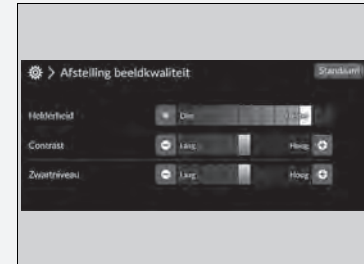 > Afstelling beeldkwaliteit Standaard
Helderheid Dim
Contrast Laag Hoog
Zwartniveau Laag Hoog